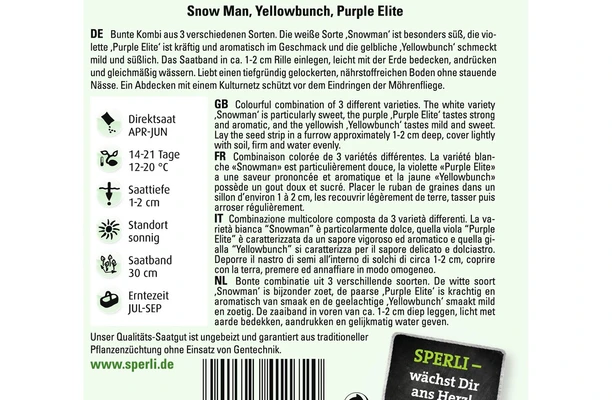 Snow Man, Yellowbunch, Purple Elite
DE Bunte Kombi aus 3 verschiedenen Sorten. Die weiße Sorte ‚Snowman' ist besonders süß, die vio-
lette ‚Purple Elite' ist kräftig und aromatisch im Geschmack und die gelbliche ‚Yellowbunch' schmeckt
mild und süßlich. Das Saatband in ca. 1-2 cm Rille einlegen, leicht mit der Erde bedecken, andrücken
und gleichmäßig wässern. Liebt einen tiefgründig gelockerten, nährstoffreichen Boden ohne stauende
Nässe. Ein Abdecken mit einem Kulturnetz schützt vor dem Eindringen der Möhrenfliege.
Direktsaat
APR-JUN
14-21 Tage
12-20 °C
Saattiefe
1-2 cm
Standort
sonnig
Saatband
30 cm
Erntezeit
JUL-SEP
GB Colourful combination of 3 different varieties. The white variety
‚Snowman' is particularly sweet, the purple ‚Purple Elite' tastes strong
and aromatic, and the yellowish ‚Yellowbunch' tastes mild and sweet.
Lay the seed strip in a furrow approximately 1-2 cm deep, cover lightly
with soil, firm and water evenly.
FR Combinaison colorée de 3 variétés différentes. La variété blan-
che «Snowman» est particulièrement douce, la violette «Purple Elite»
a une saveur prononcée et aromatique et la jaune «Yellowbunch»
possède un gout doux et sucré. Placer le ruban de graines dans un
sillon d'environ 1 à 2 cm, les recouvrir légèrement de terre, tasser puis
arroser régulièrement.
IT Combinazione multicolore composta da 3 varietà differenti. La va-
rietà bianca "Snowman" è particolarmente dolce, quella viola "Purple
Elite" è caratterizzata da un sapore vigoroso ed aromatico e quella gi-
alla "Yellowbunch" si caratterizza per il sapore delicato e dolciastro.
Deporre il nastro di semi all'interno di solchi di circa 1-2 cm, coprire
con la terra, premere ed annaffiare in modo omogeneo.
NL Bonte combinatie uit 3 verschillende soorten. De witte soort
‚Snowman' is bijzonder zoet, de paarse ‚Purple Elite' is krachtig en
aromatisch van smaak en de geelachtige ‚Yellowbunch' smaakt mild
en zoetig. De zaaiband in voren van ca. 1-2 cm diep leggen, licht met
aarde bedekken, aandrukken en gelijkmatig water geven.
Unser Qualitäts-Saatgut ist ungebeizt und garantiert aus traditioneller
Pflanzenzüchtung ohne Einsatz von Gentechnik.
www.sperli.de
SPERLI –
wächst Dir
ans Herz!